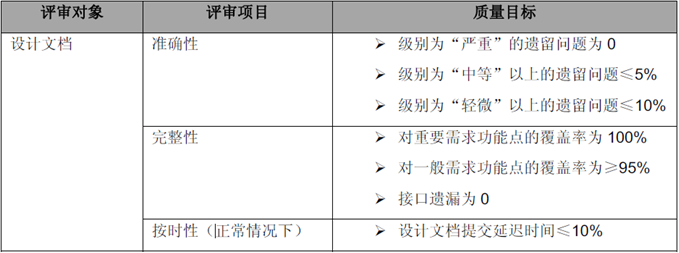 评审对象 评审项目 质量目标
设计文档 准确性 ➢ 级别为“严重”的遗留问题为 0
➢ 级别为“中等”以上的遗留问题≤5%
➢ 级别为“轻微”以上的遗留问题≤10%
完整性 ➢ 对重要需求功能点的覆盖率为 100%
➢ 对一般需求功能点的覆盖率为≥95%
➢ 接口遗漏为 0
按时性（正常情况下） ➢ 设计文档提交延迟时间≤10%